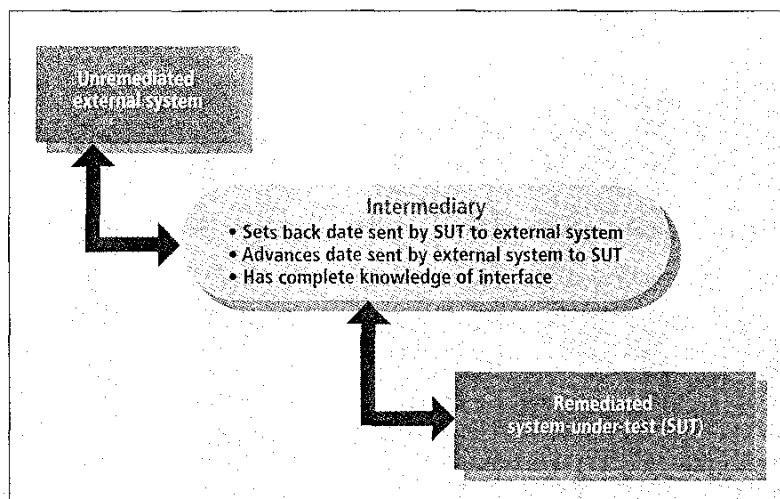 Unremediated
external system
Intermediary
• Sets back date sent by SUT to external system
• Advances date sent by external system to SUT
• Has complete knowledge of interface
Remediated
system-under-test (SUT)